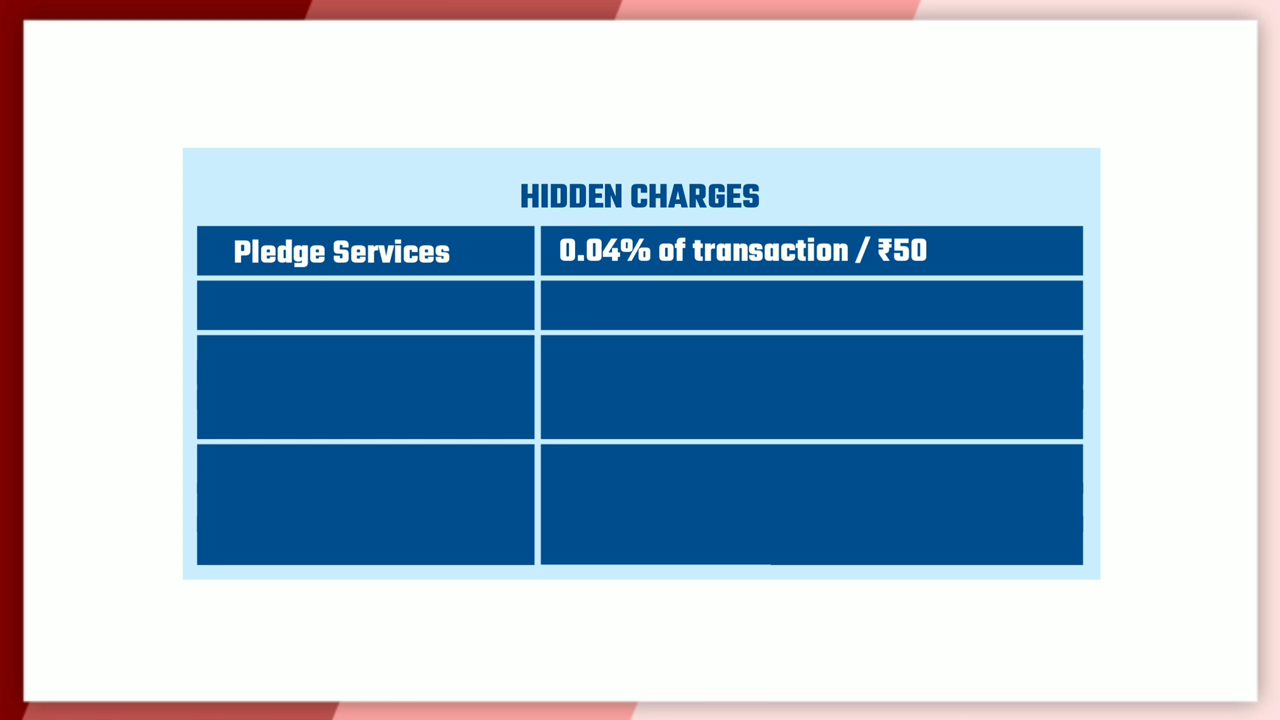 HIDDEN CHARGES
Pledge Services
0.04% of transaction / ₹50